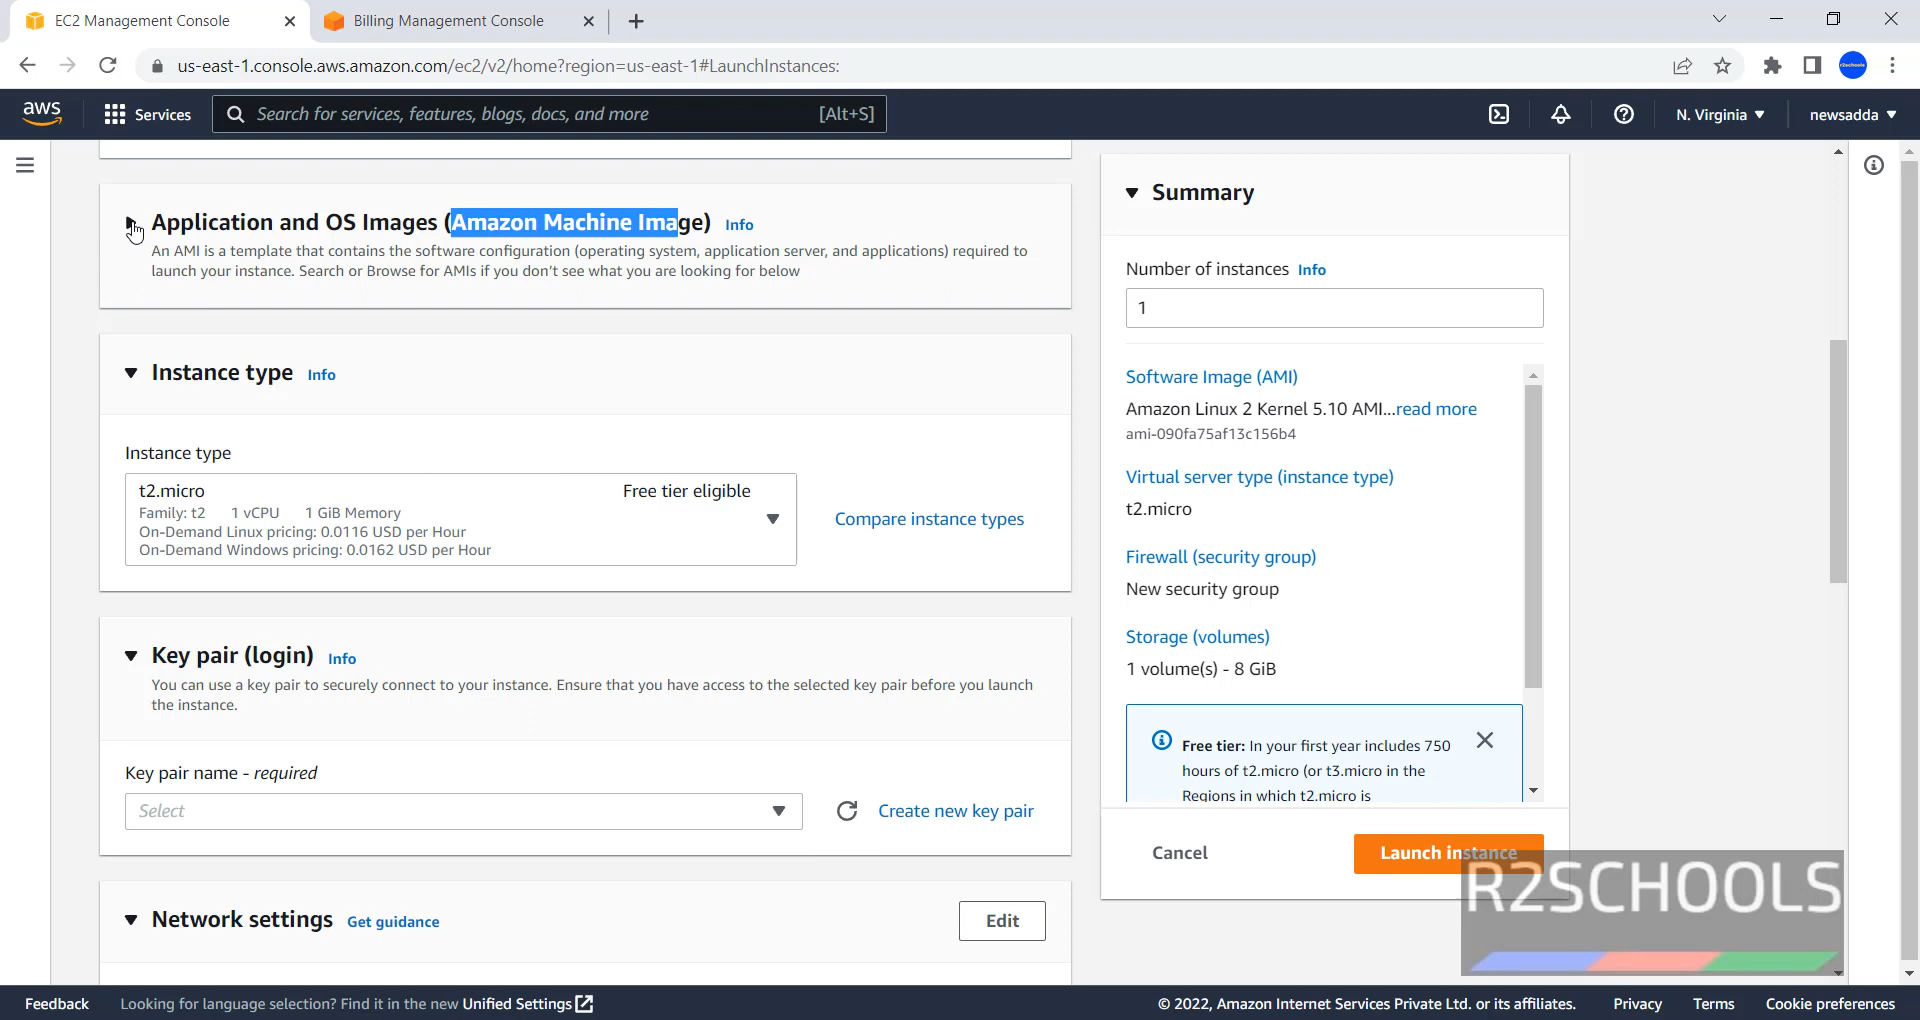 EC2 Management Console
Billing Management Console
us-east-1.console.aws.amazon.com/ec2/v2/home?region=us-east-1#LaunchInstances:
r2schools
aws
Services
Search for services, features, blogs, docs, and more
[Alt+S]
N. Virginia
newsadda
Application and OS Images (Amazon Machine Image) Info
An AMI is a template that contains the software configuration (operating system, application server, and applications) required to
launch your instance. Search or Browse for AMIs if you don't see what you are looking for below
Instance type Info
Instance type
t2.micro Free tier eligible
Family: t2 1 vCPU 1 GiB Memory
On-Demand Linux pricing: 0.0116 USD per Hour
On-Demand Windows pricing: 0.0162 USD per Hour
Compare instance types
Key pair (login) Info
You can use a key pair to securely connect to your instance. Ensure that you have access to the selected key pair before you launch
the instance.
Key pair name - required
Select
Create new key pair
Network settings Get guidance
Edit
Summary
Number of instances Info
1
Software Image (AMI)
Amazon Linux 2 Kernel 5.10 AMI...read more
ami-090fa75af13c156b4
Virtual server type (instance type)
t2.micro
Firewall (security group)
New security group
Storage (volumes)
1 volume(s) - 8 GiB
Free tier: In your first year includes 750
hours of t2.micro (or t3.micro in the
Regions in which t2.micro is
Cancel
Launch instance
R2SCHOOLS
Feedback
Looking for language selection? Find it in the new Unified Settings
© 2022, Amazon Internet Services Private Ltd. or its affiliates.
Privacy
Terms
Cookie preferences